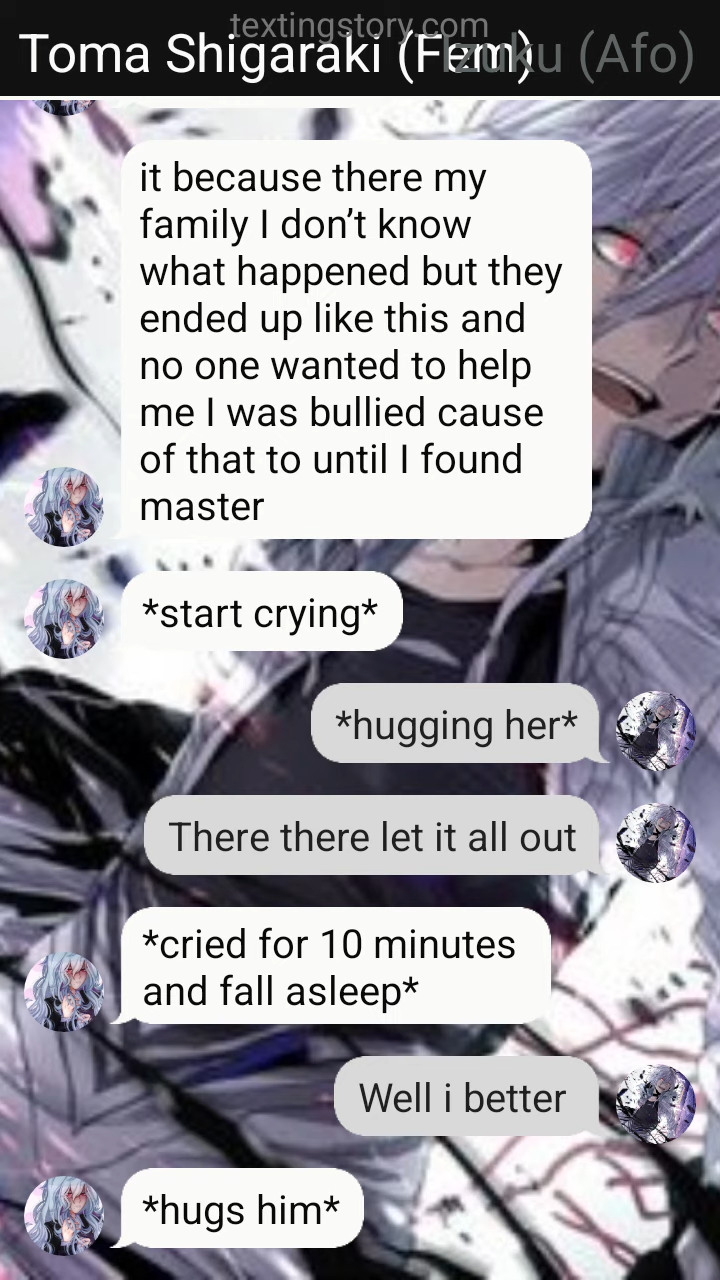 textingstory.com
Toma Shigaraki (Fem)
Izuku (Afo)
it because there my
family I don’t know
what happened but they
ended up like this and
no one wanted to help
me I was bullied cause
of that to until I found
master
*start crying*
*hugging her*
There there let it all out
*cried for 10 minutes
and fall asleep*
Well i better
*hugs him*